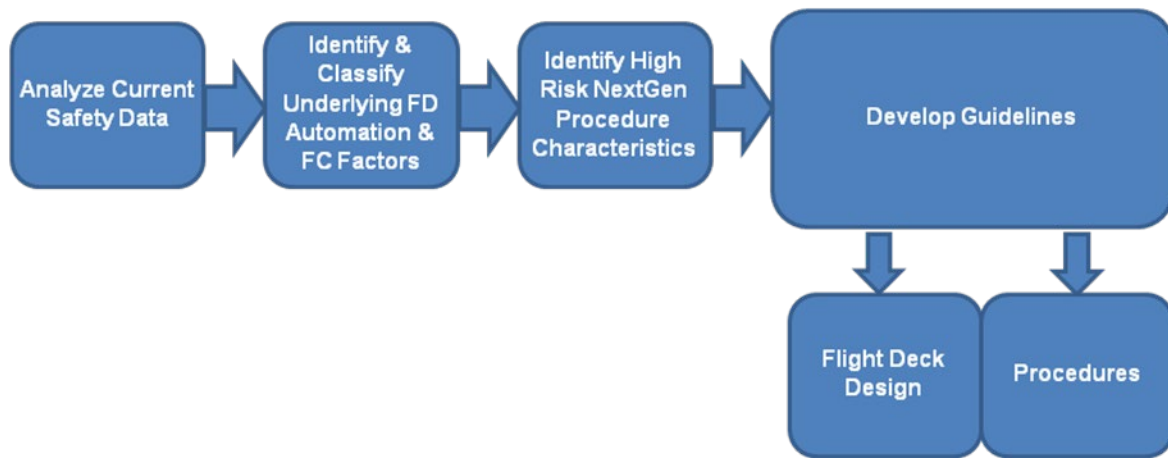 Analyze Current
Safety Data
Identify &
Classify
Underlying FD
Automation &
FC Factors
Identify High
Risk NextGen
Procedure
Characteristics
Develop Guidelines
Flight Deck
Design
Procedures